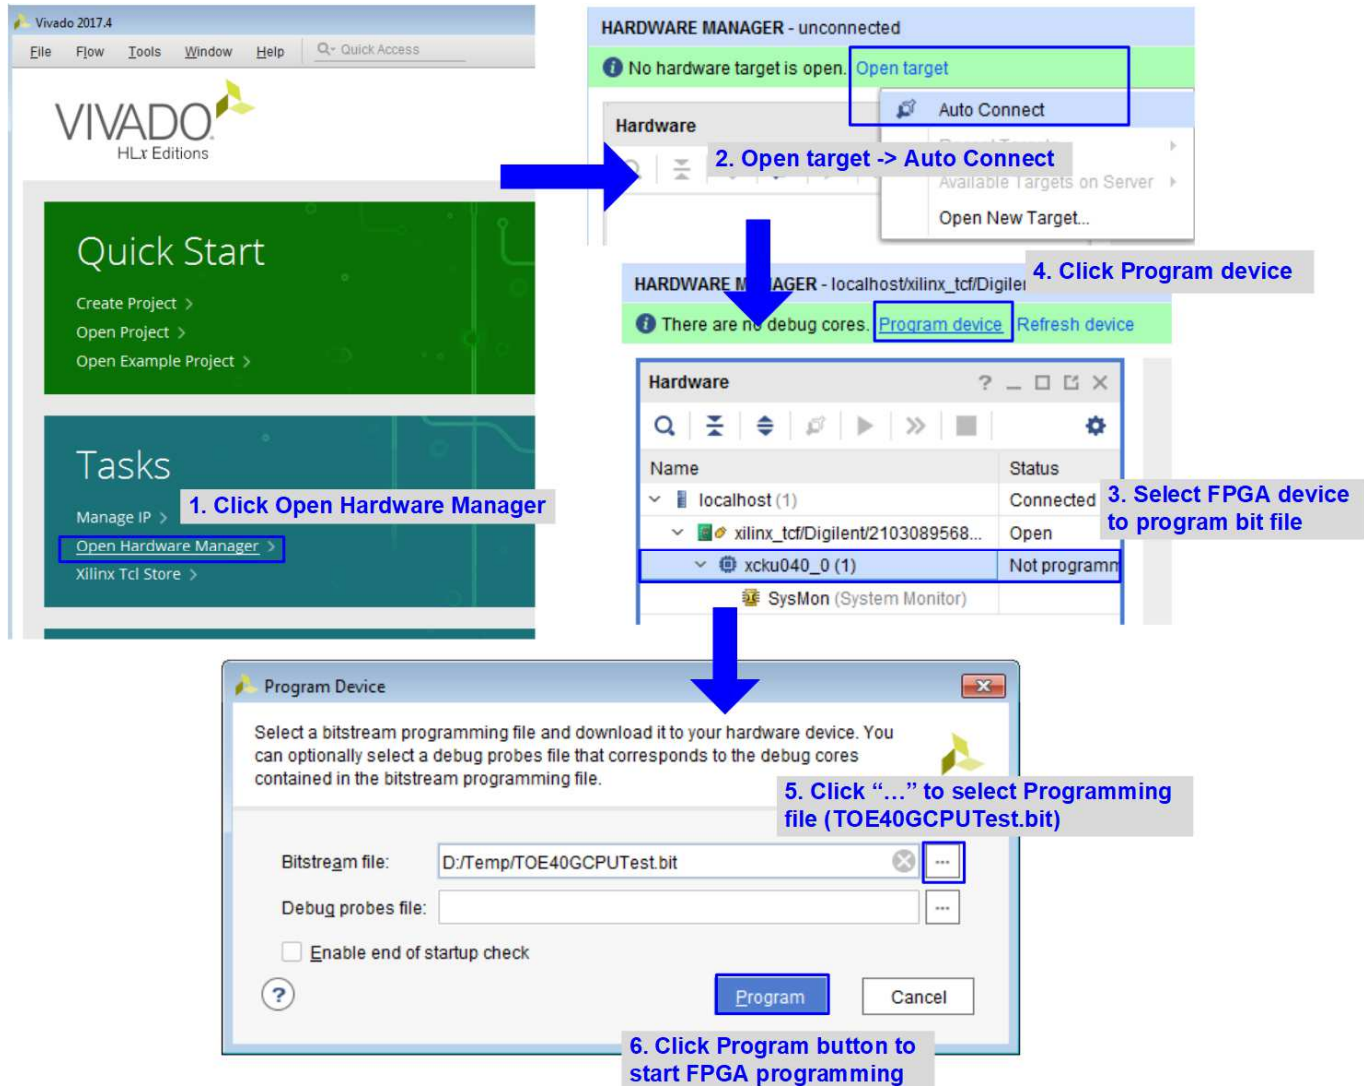 Vivado 2017.4
File Flow Tools Window Help Quick Access
VIVADO
HLx Editions
Quick Start
Create Project >
Open Project >
Open Example Project >
Tasks
1. Click Open Hardware Manager
Manage IP >
Open Hardware Manager >
Xilinx Tcl Store >
HARDWARE MANAGER - unconnected
No hardware target is open. Open target
Auto Connect
Hardware
2. Open target -> Auto Connect
Available Targets on Server
Open New Target...
4. Click Program device
HARDWARE MANAGER - localhost/xilinx_tcf/Digiler
There are no debug cores. Program device Refresh device
Hardware
Name Status
localhost (1) Connected
3. Select FPGA device
to program bit file
xilinx_tcf/Digilent/2103089568... Open
xcku040_0 (1) Not programm
SysMon (System Monitor)
Program Device
Select a bitstream programming file and download it to your hardware device. You
can optionally select a debug probes file that corresponds to the debug cores
contained in the bitstream programming file.
5. Click “…” to select Programming
file (TOE40GCPUTest.bit)
Bitstream file: D:/Temp/TOE40GCPUTest.bit ...
Debug probes file: ...
Enable end of startup check
? Program Cancel
6. Click Program button to
start FPGA programming